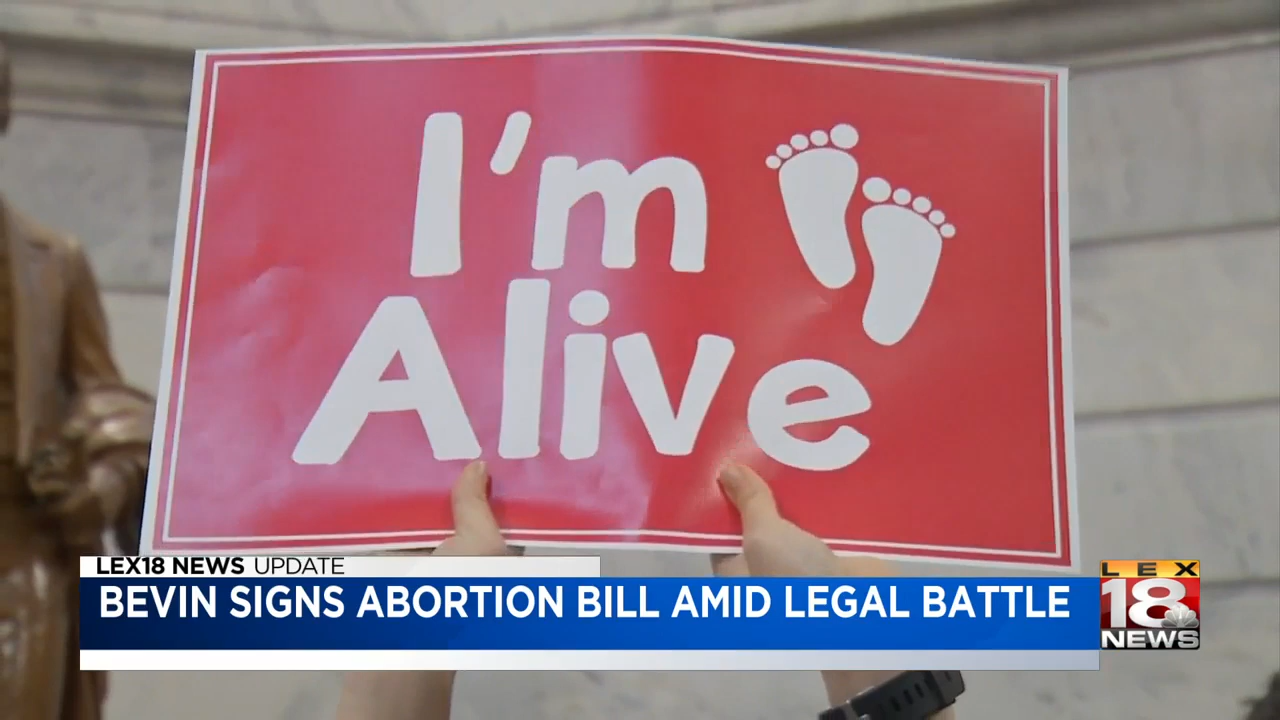 I'm
Alive
LEX18 NEWS UPDATE
BEVIN SIGNS ABORTION BILL AMID LEGAL BATTLE
LEX
18
NEWS